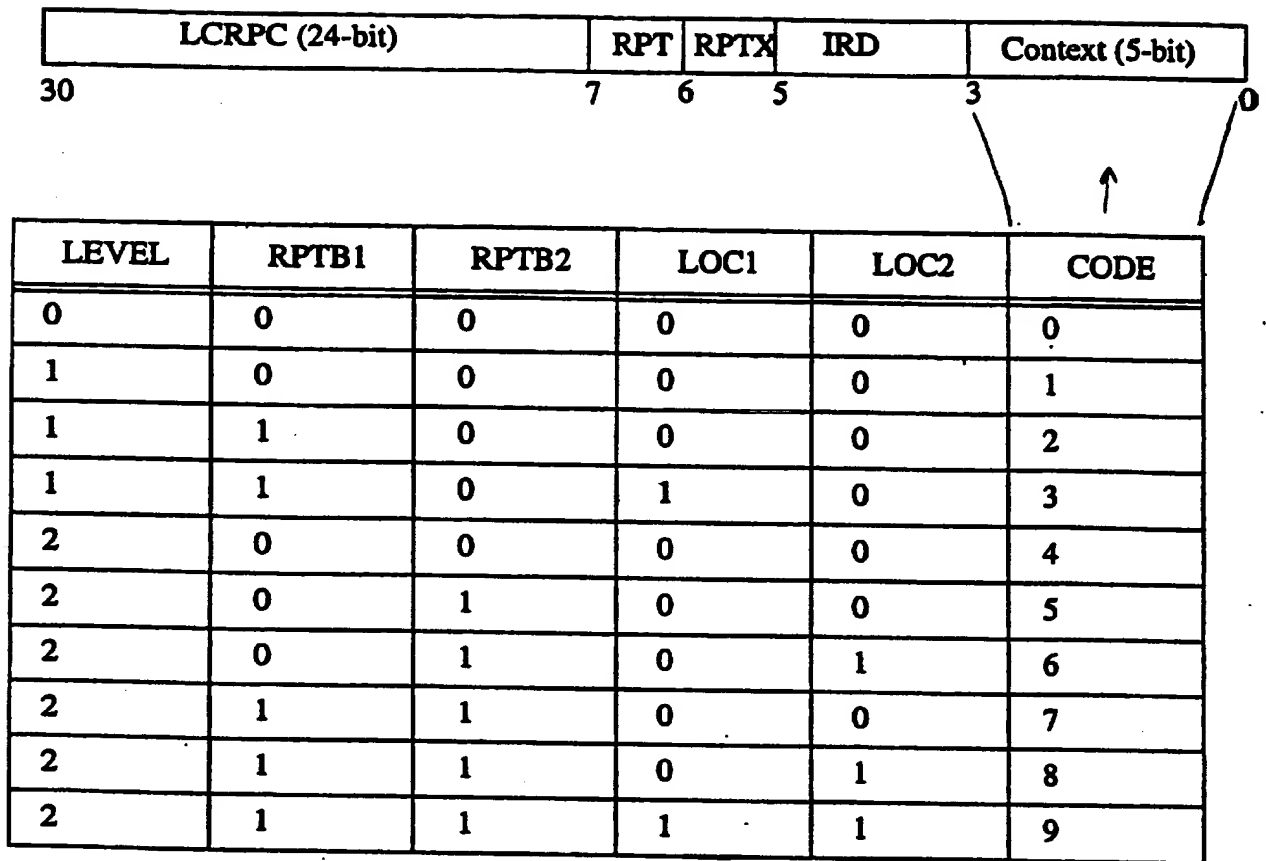 LCRPC (24-bit) RPT RPTX IRD Context (5-bit)
30 7 6 5 3 0
LEVEL RPTB1 RPTB2 LOC1 LOC2 CODE
0 0 0 0 0 0
1 0 0 0 0 1
1 1 0 0 0 2
1 1 0 1 0 3
2 0 0 0 0 4
2 0 1 0 0 5
2 0 1 0 1 6
2 1 1 0 0 7
2 1 1 0 1 8
2 1 1 1 1 9